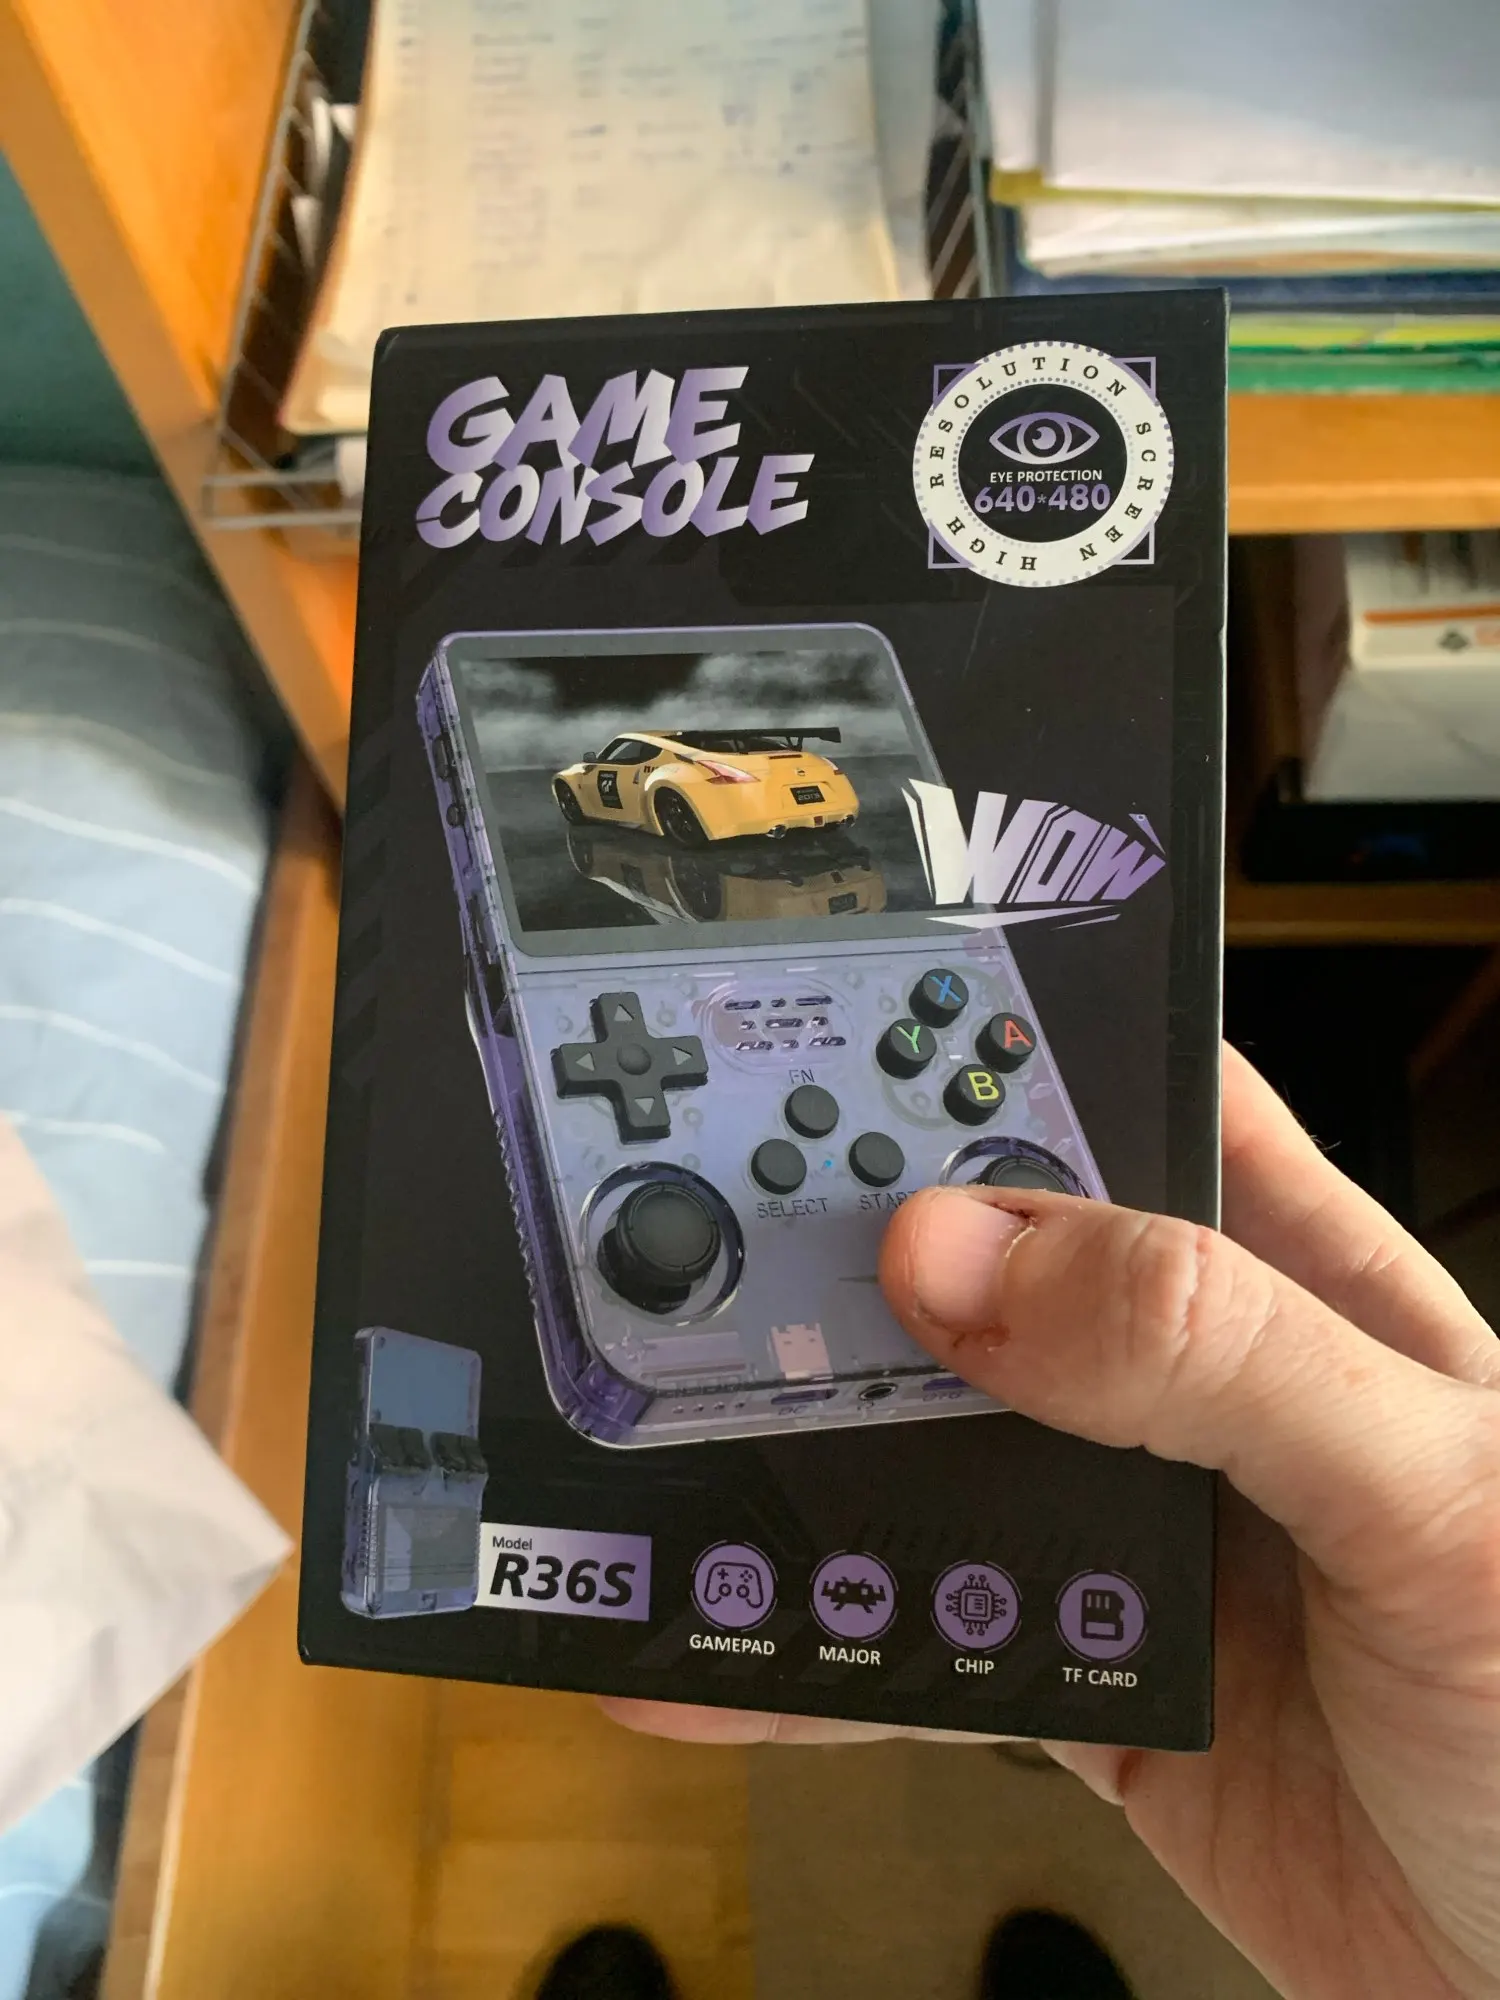 GAME
CONSOLE
HIGH RESOLUTION SCREEN
EYE PROTECTION
640*480
WOW
X
Y
A
B
FN
SELECT
START
Model
R36S
GAMEPAD
MAJOR
CHIP
TF CARD